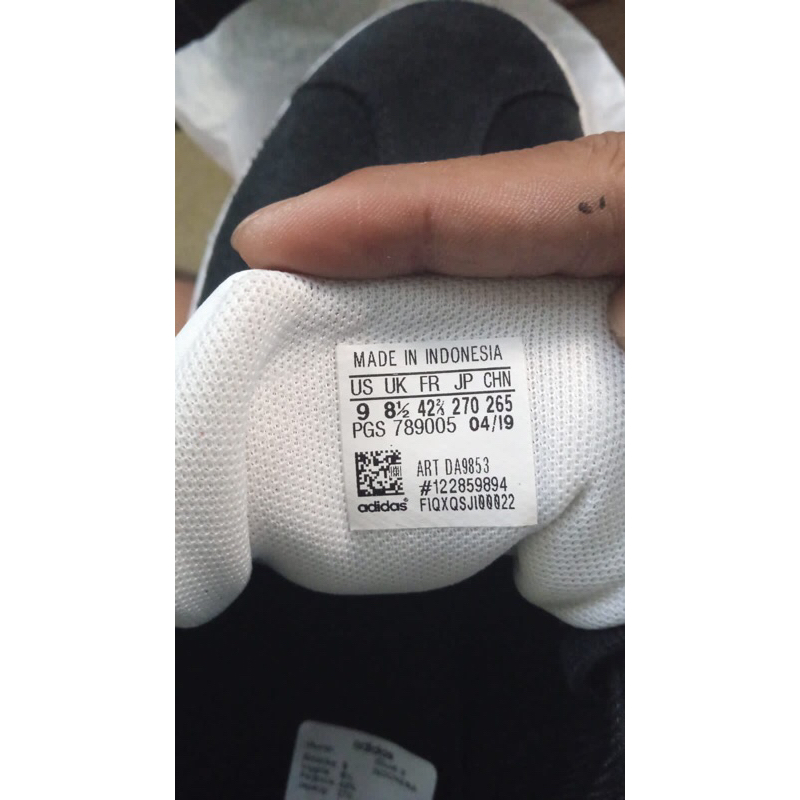 MADE IN INDONESIA
US UK FR JP CHN
9 8½ 42⅔ 270 265
PGS 789005 04/19
ART DA9853
#122859894
adidas® F1QXQSJ100022
adidas